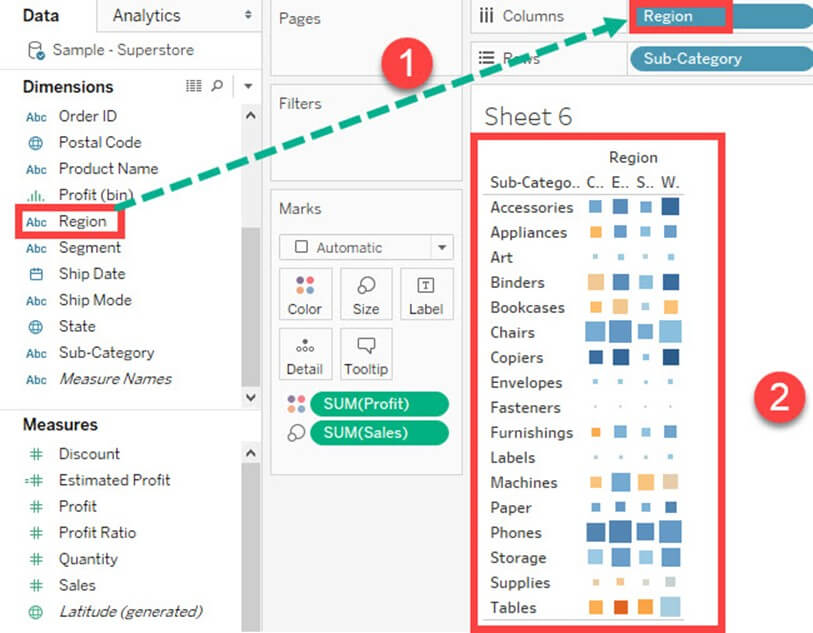 Data
Analytics
Sample - Superstore
Dimensions
Abc Order ID
Postal Code
Abc Product Name
Profit (bin)
Abc Region
Abc Segment
Ship Date
Abc Ship Mode
State
Abc Sub-Category
Abc Measure Names
Measures
# Discount
=# Estimated Profit
# Profit
# Profit Ratio
# Quantity
# Sales
Latitude (generated)
Pages
Filters
Marks
Automatic
Color Size Label
Detail Tooltip
SUM(Profit)
SUM(Sales)
Columns Region
Rows Sub-Category
1
Sheet 6
Region
Sub-Catego.. C.. E.. S.. W.
Accessories
Appliances
Art
Binders
Bookcases
Chairs
Copiers
Envelopes
Fasteners
Furnishings
Labels
Machines
Paper
Phones
Storage
Supplies
Tables
2